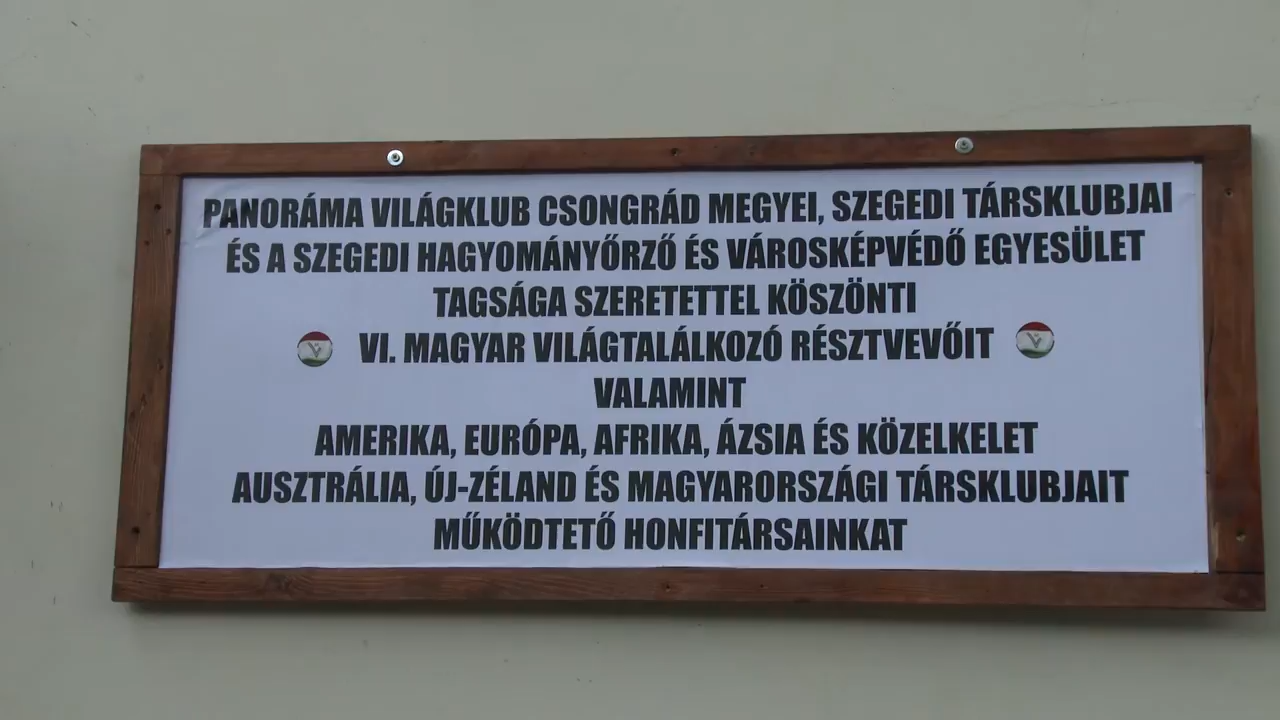 PANORÁMA VILÁGKLUB CSONGRÁD MEGYEI, SZEGEDI TÁRSKLUBJAI
ÉS A SZEGEDI HAGYOMÁNYŐRZŐ ÉS VÁROSKÉPVÉDŐ EGYESÜLET
TAGSÁGA SZERETETTEL KÖSZÖNTI
VI. MAGYAR VILÁGTALÁLKOZÓ RÉSZTVEVŐIT
VALAMINT
AMERIKA, EURÓPA, AFRIKA, ÁZSIA ÉS KÖZELKELET
AUSZTRÁLIA, ÚJ-ZÉLAND ÉS MAGYARORSZÁGI TÁRSKLUBJAIT
MŰKÖDTETŐ HONFITÁRSAINKAT